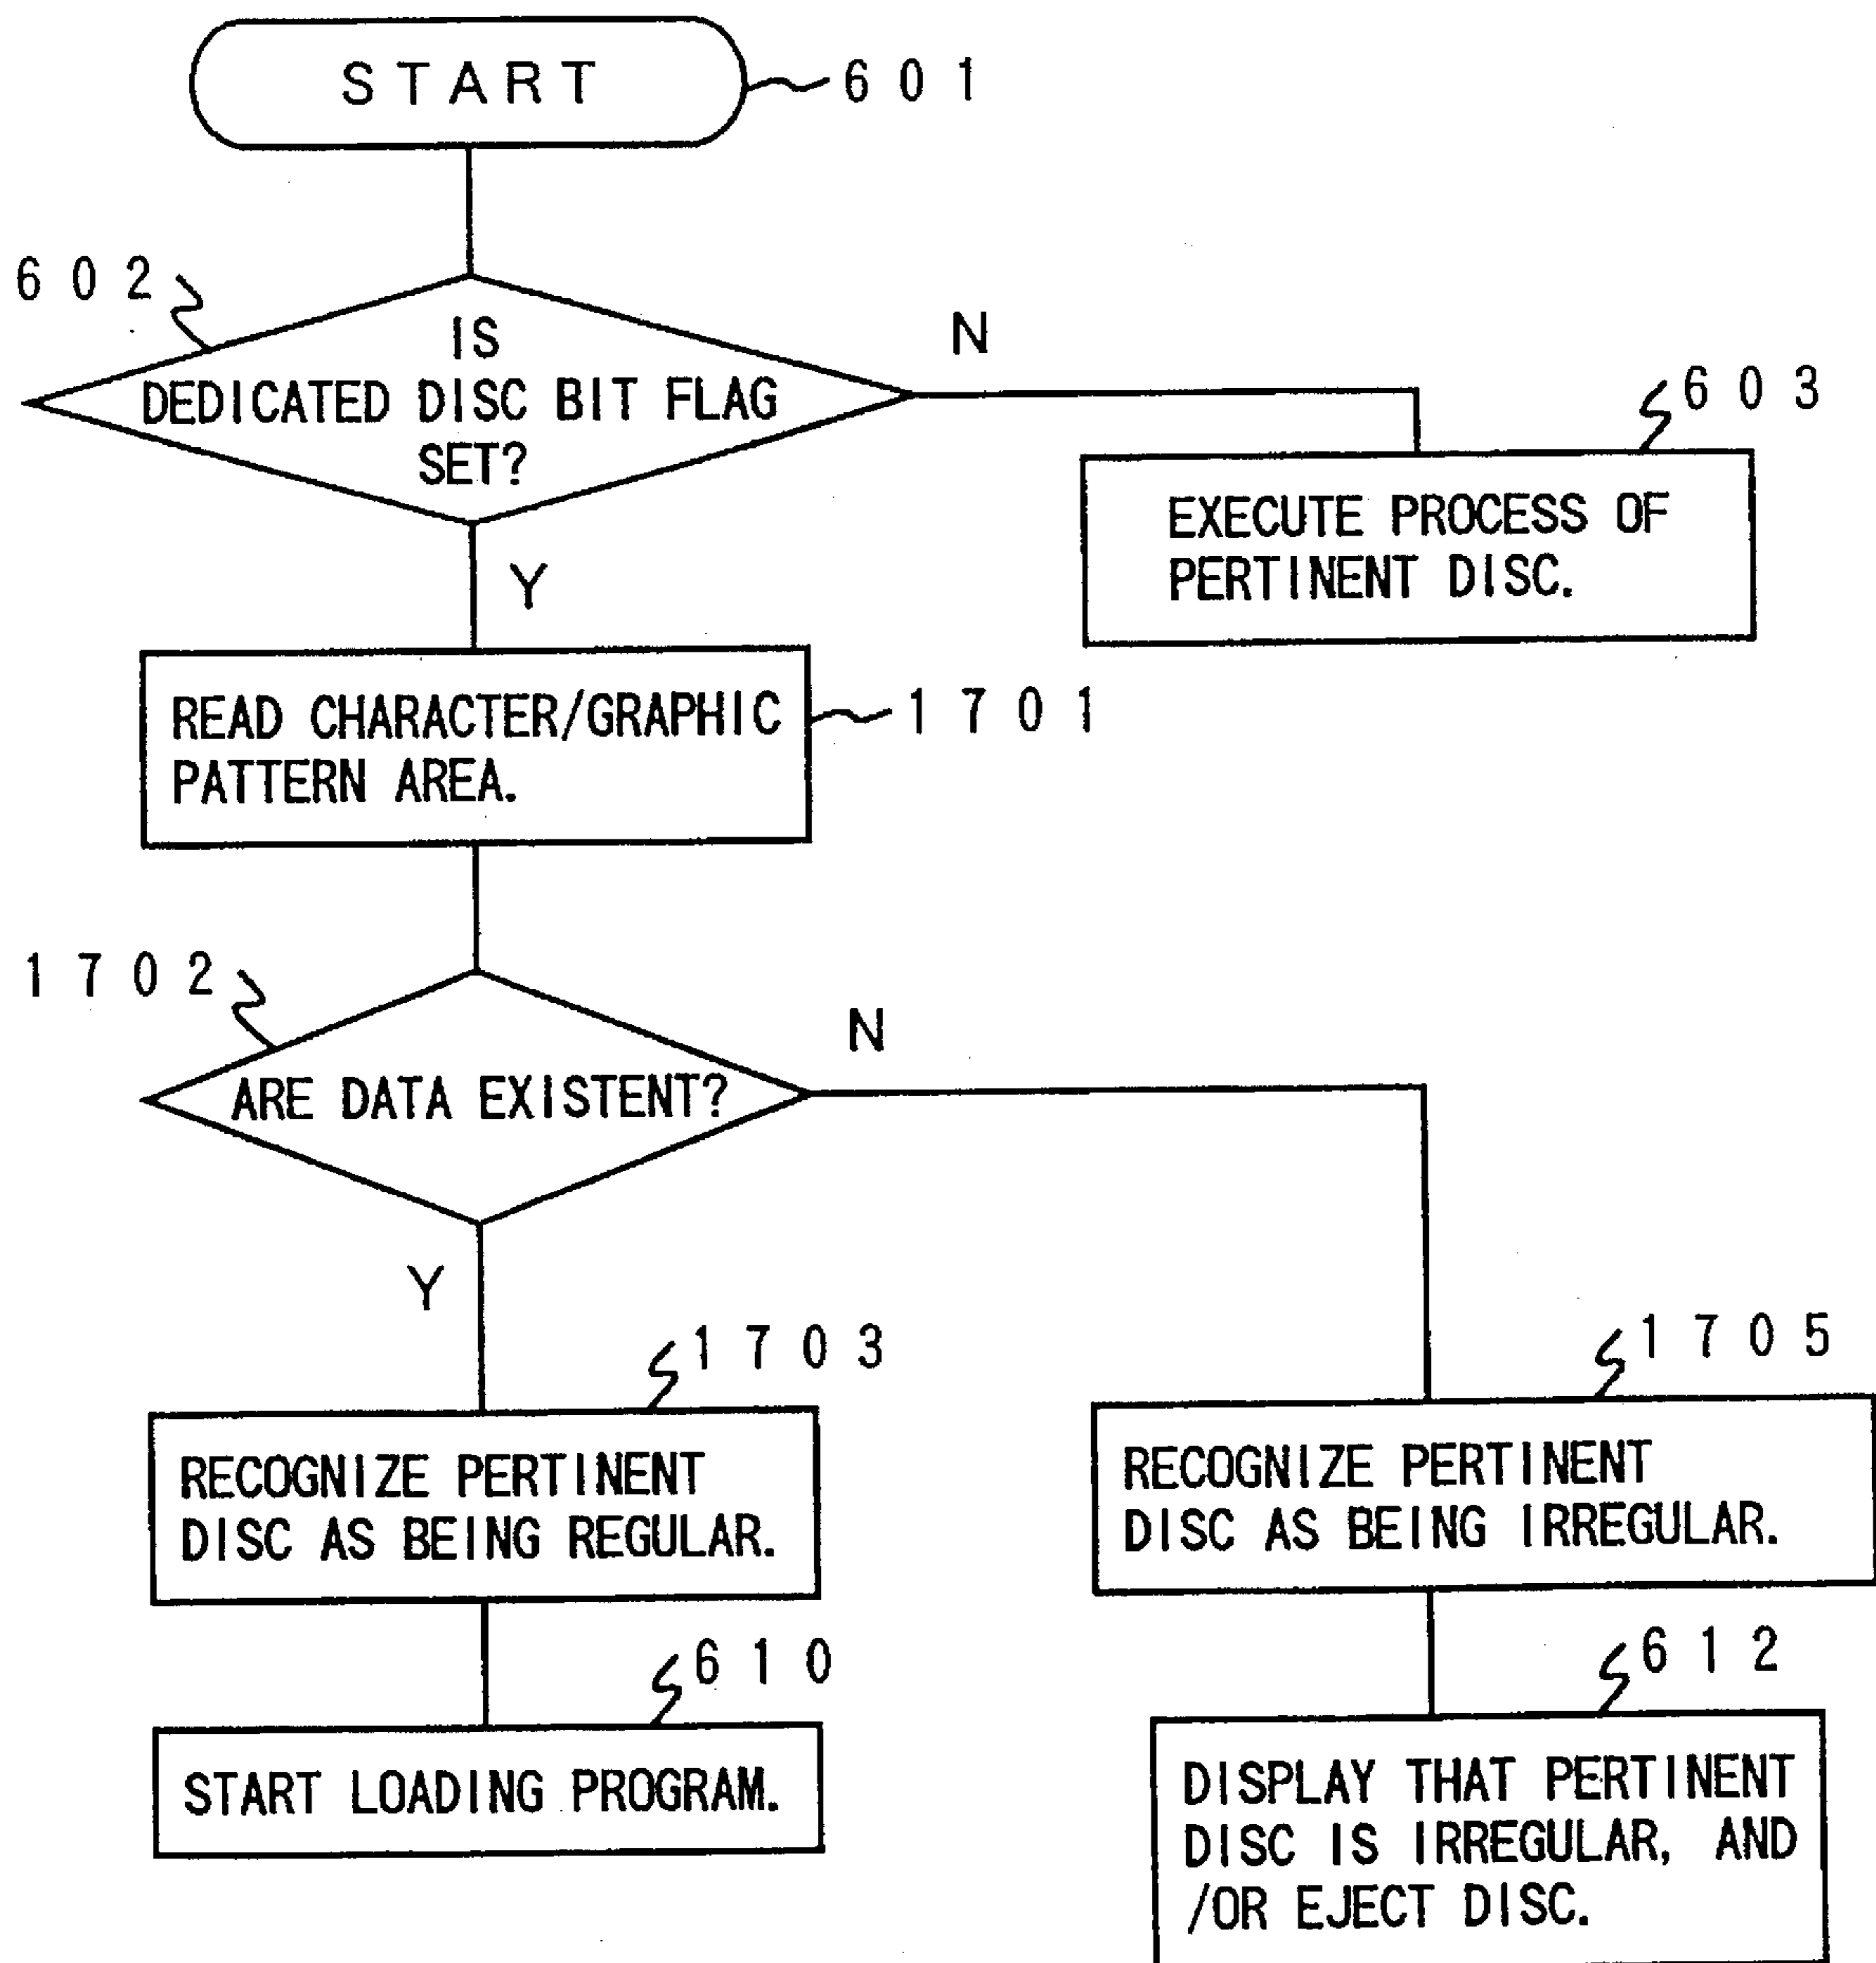 START
601
602
IS
DEDICATED DISC BIT FLAG
SET?
N
603
EXECUTE PROCESS OF
PERTINENT DISC.
Y
READ CHARACTER/GRAPHIC
PATTERN AREA.
1701
1702
ARE DATA EXISTENT?
N
Y
1703
RECOGNIZE PERTINENT
DISC AS BEING REGULAR.
1705
RECOGNIZE PERTINENT
DISC AS BEING IRREGULAR.
610
START LOADING PROGRAM.
612
DISPLAY THAT PERTINENT
DISC IS IRREGULAR, AND
/OR EJECT DISC.